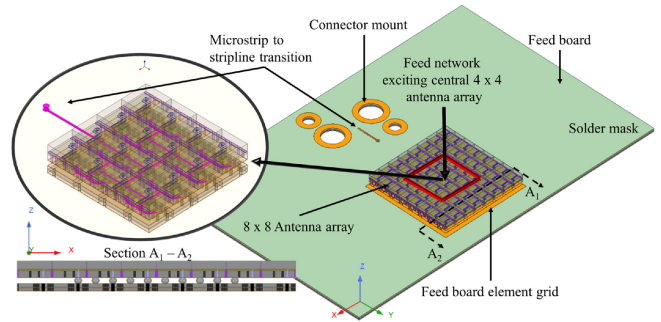 Connector mount
Microstrip to
stripline transition
Feed network
exciting central 4 x 4
antenna array
Feed board
Solder mask
8 x 8 Antenna array
A1
A2
Z
Y
X
Section A1 – A2
Z
X
Y
Feed board element grid